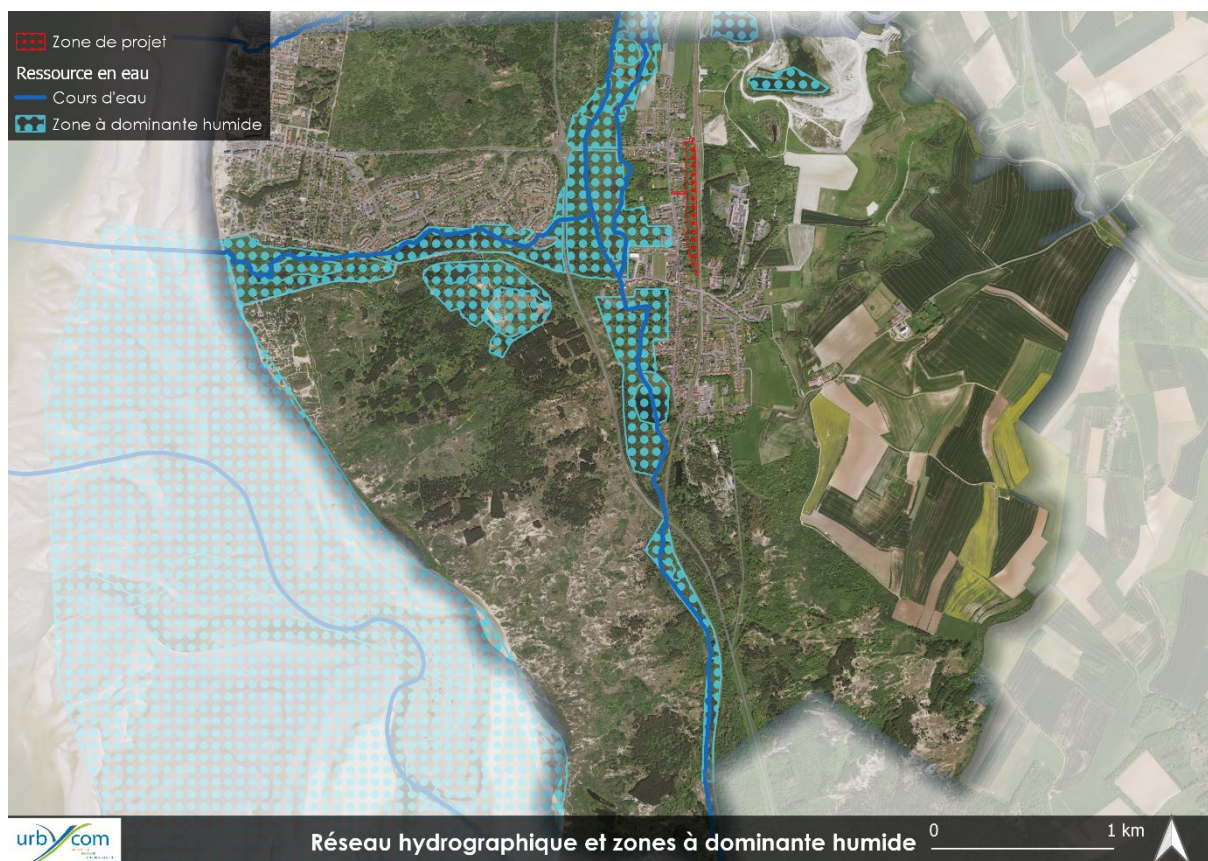 Zone de projet
Ressource en eau
Cours d'eau
Zone à dominante humide
urbycom
Réseau hydrographique et zones à dominante humide
0 1 km